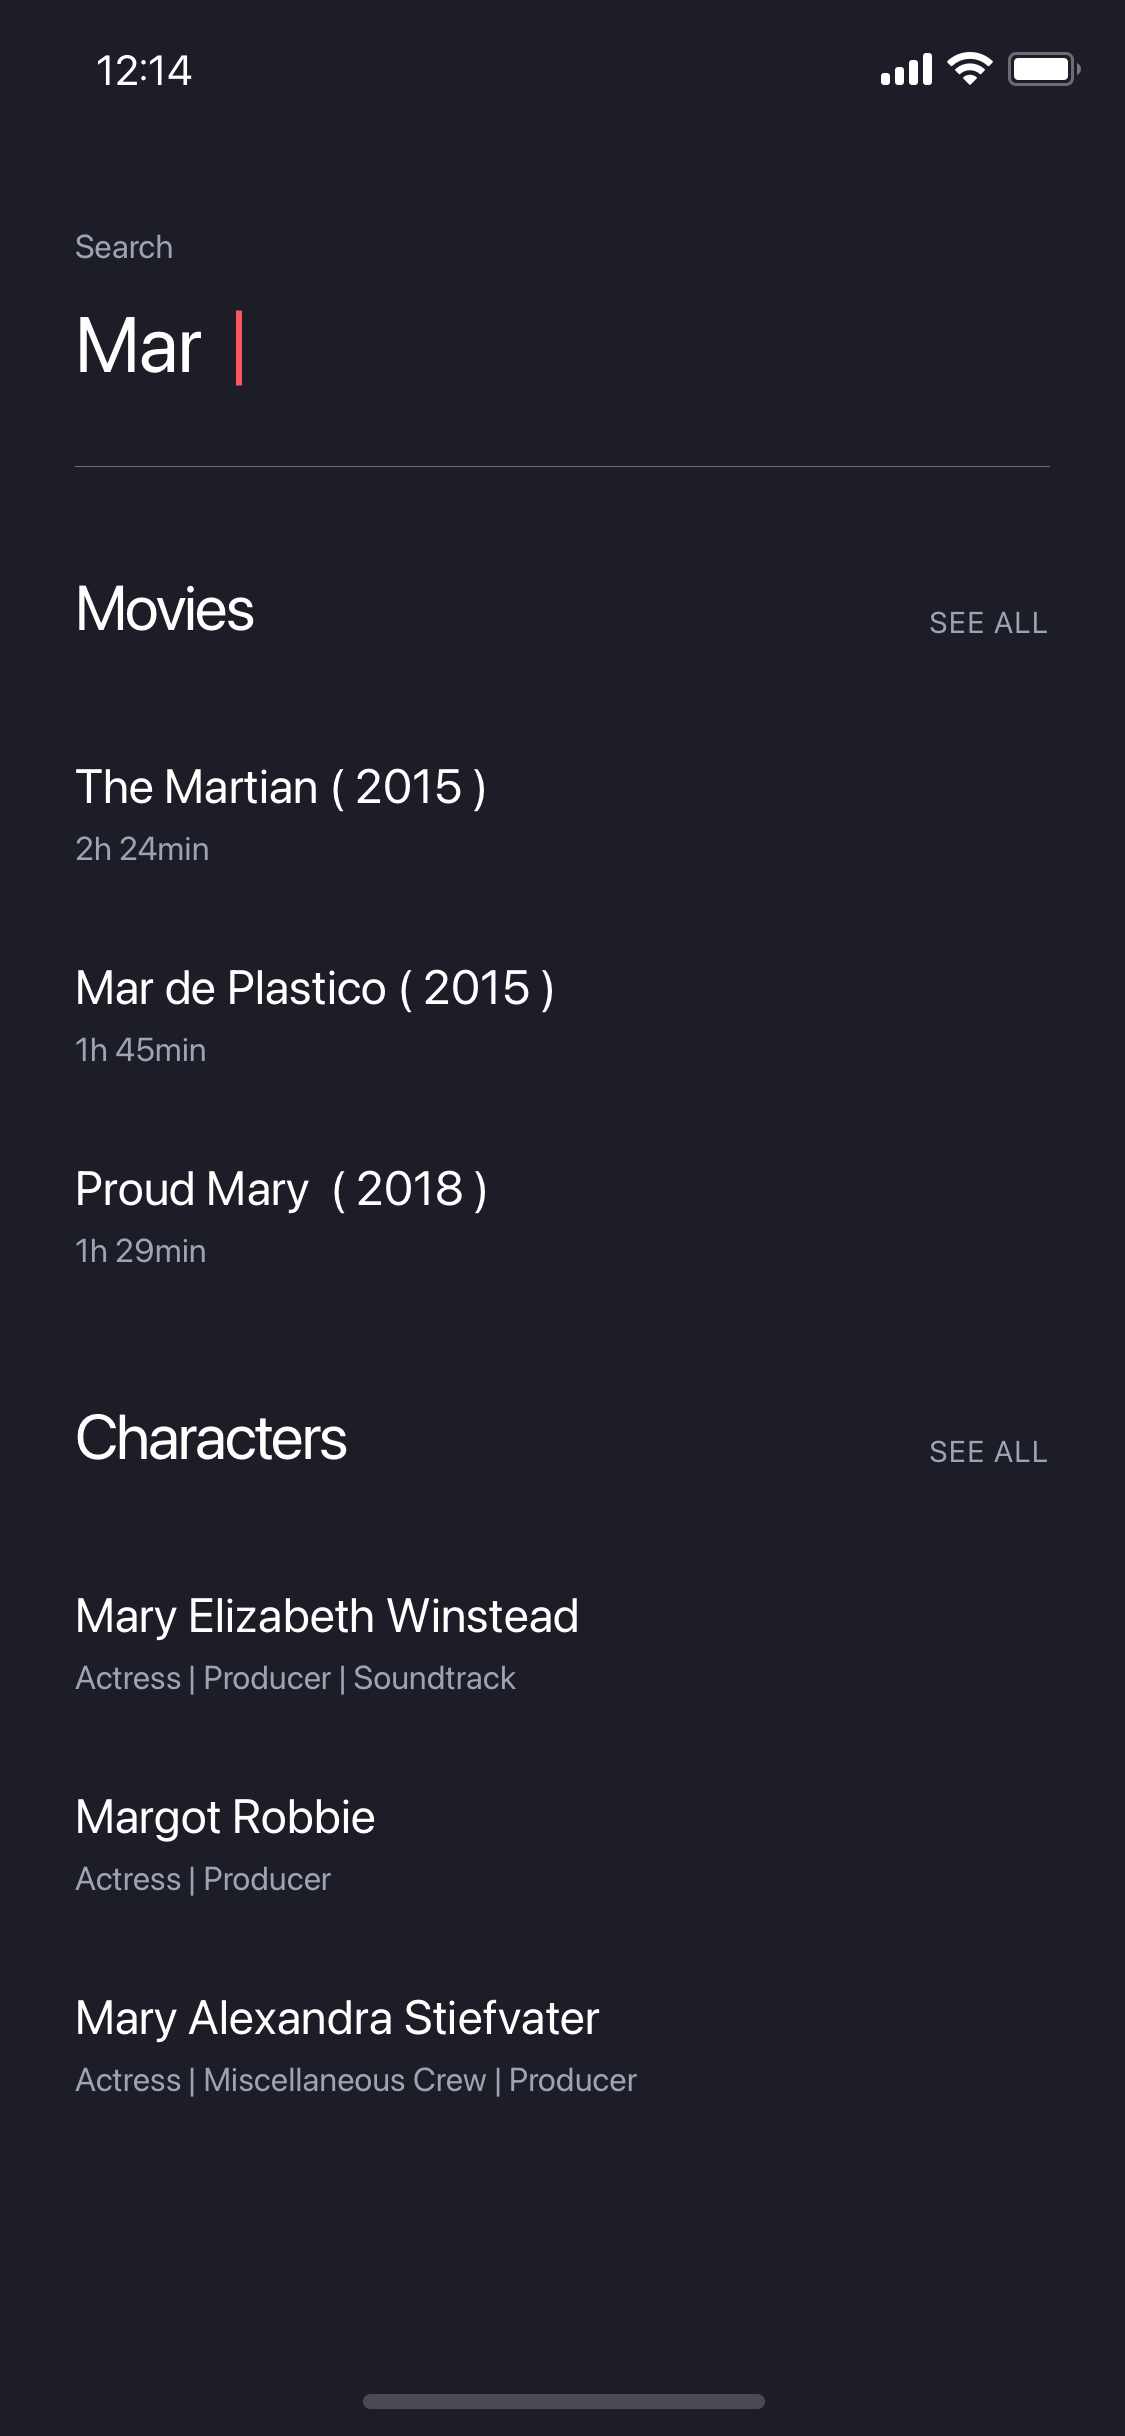 12:14
Search
Mar
Movies
SEE ALL
The Martian ( 2015 )
2h 24min
Mar de Plastico ( 2015 )
1h 45min
Proud Mary  ( 2018 )
1h 29min
Characters
SEE ALL
Mary Elizabeth Winstead
Actress | Producer | Soundtrack
Margot Robbie
Actress | Producer
Mary Alexandra Stiefvater
Actress | Miscellaneous Crew | Producer